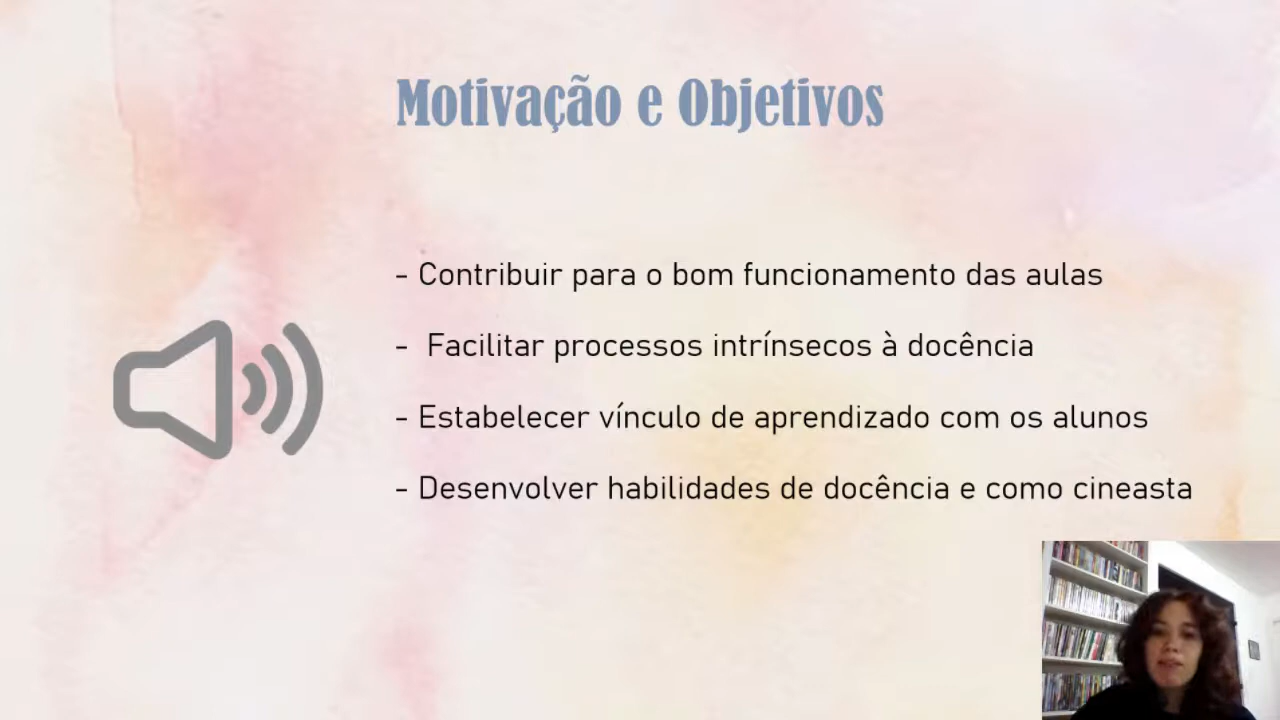 Motivação e Objetivos
- Contribuir para o bom funcionamento das aulas
- Facilitar processos intrínsecos à docência
- Estabelecer vínculo de aprendizado com os alunos
- Desenvolver habilidades de docência e como cineasta